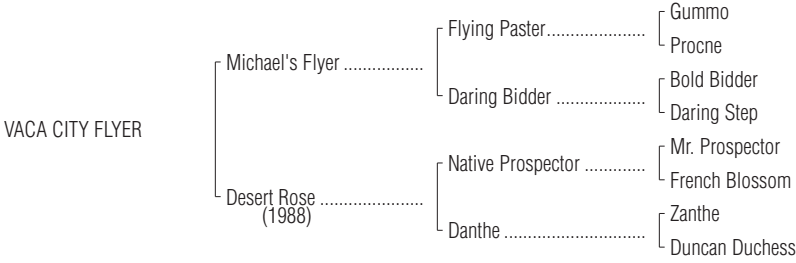 Gummo
Flying Paster......................
Procne
Michael's Flyer .................
Bold Bidder
Daring Bidder ....................
Daring Step
VACA CITY FLYER
Mr. Prospector
Native Prospector .............
French Blossom
Desert Rose .......................
(1988)
Zanthe
Danthe ................................
Duncan Duchess